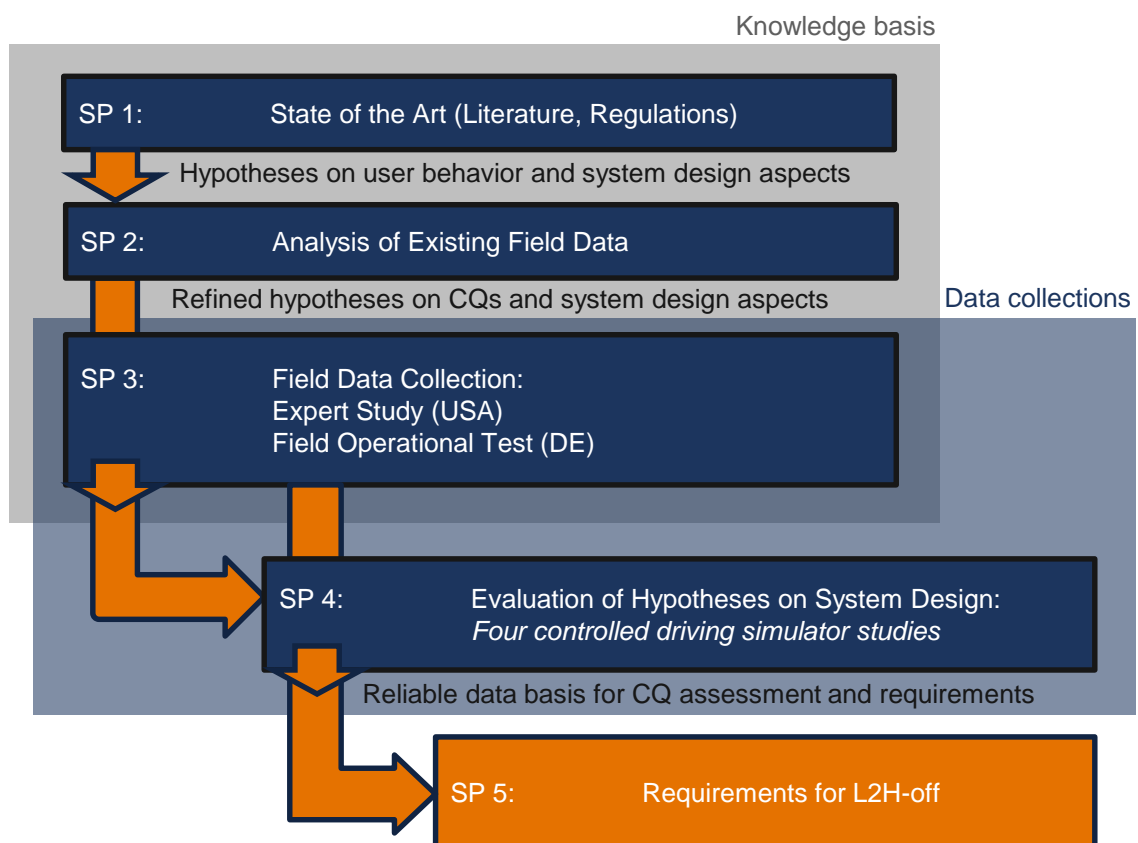 Knowledge basis
SP 1: State of the Art (Literature, Regulations)
Hypotheses on user behavior and system design aspects
SP 2: Analysis of Existing Field Data
Refined hypotheses on CQs and system design aspects
Data collections
SP 3: Field Data Collection:
Expert Study (USA)
Field Operational Test (DE)
SP 4: Evaluation of Hypotheses on System Design:
Four controlled driving simulator studies
Reliable data basis for CQ assessment and requirements
SP 5: Requirements for L2H-off